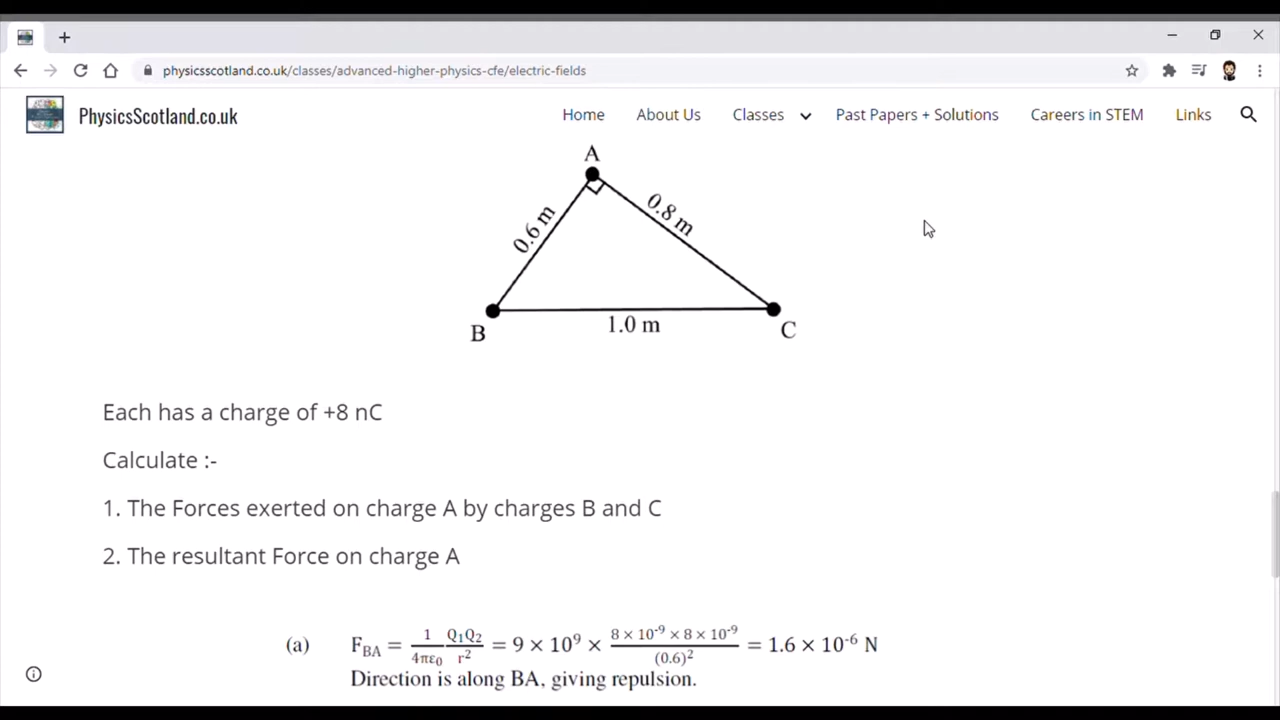 physicsscotland.co.uk/classes/advanced-higher-physics-cfe/electric-fields
PhysicsScotland.co.uk
Home About Us Classes Past Papers + Solutions Careers in STEM Links
A
0.6 m
0.8 m
B
1.0 m
C
Each has a charge of +8 nC
Calculate :-
1. The Forces exerted on charge A by charges B and C
2. The resultant Force on charge A
(a) F_BA = 1/4πε₀ Q₁Q₂/r² = 9 × 10⁹ × 8 × 10⁻⁹ × 8 × 10⁻⁹/(0.6)² = 1.6 × 10⁻⁶ N
Direction is along BA, giving repulsion.